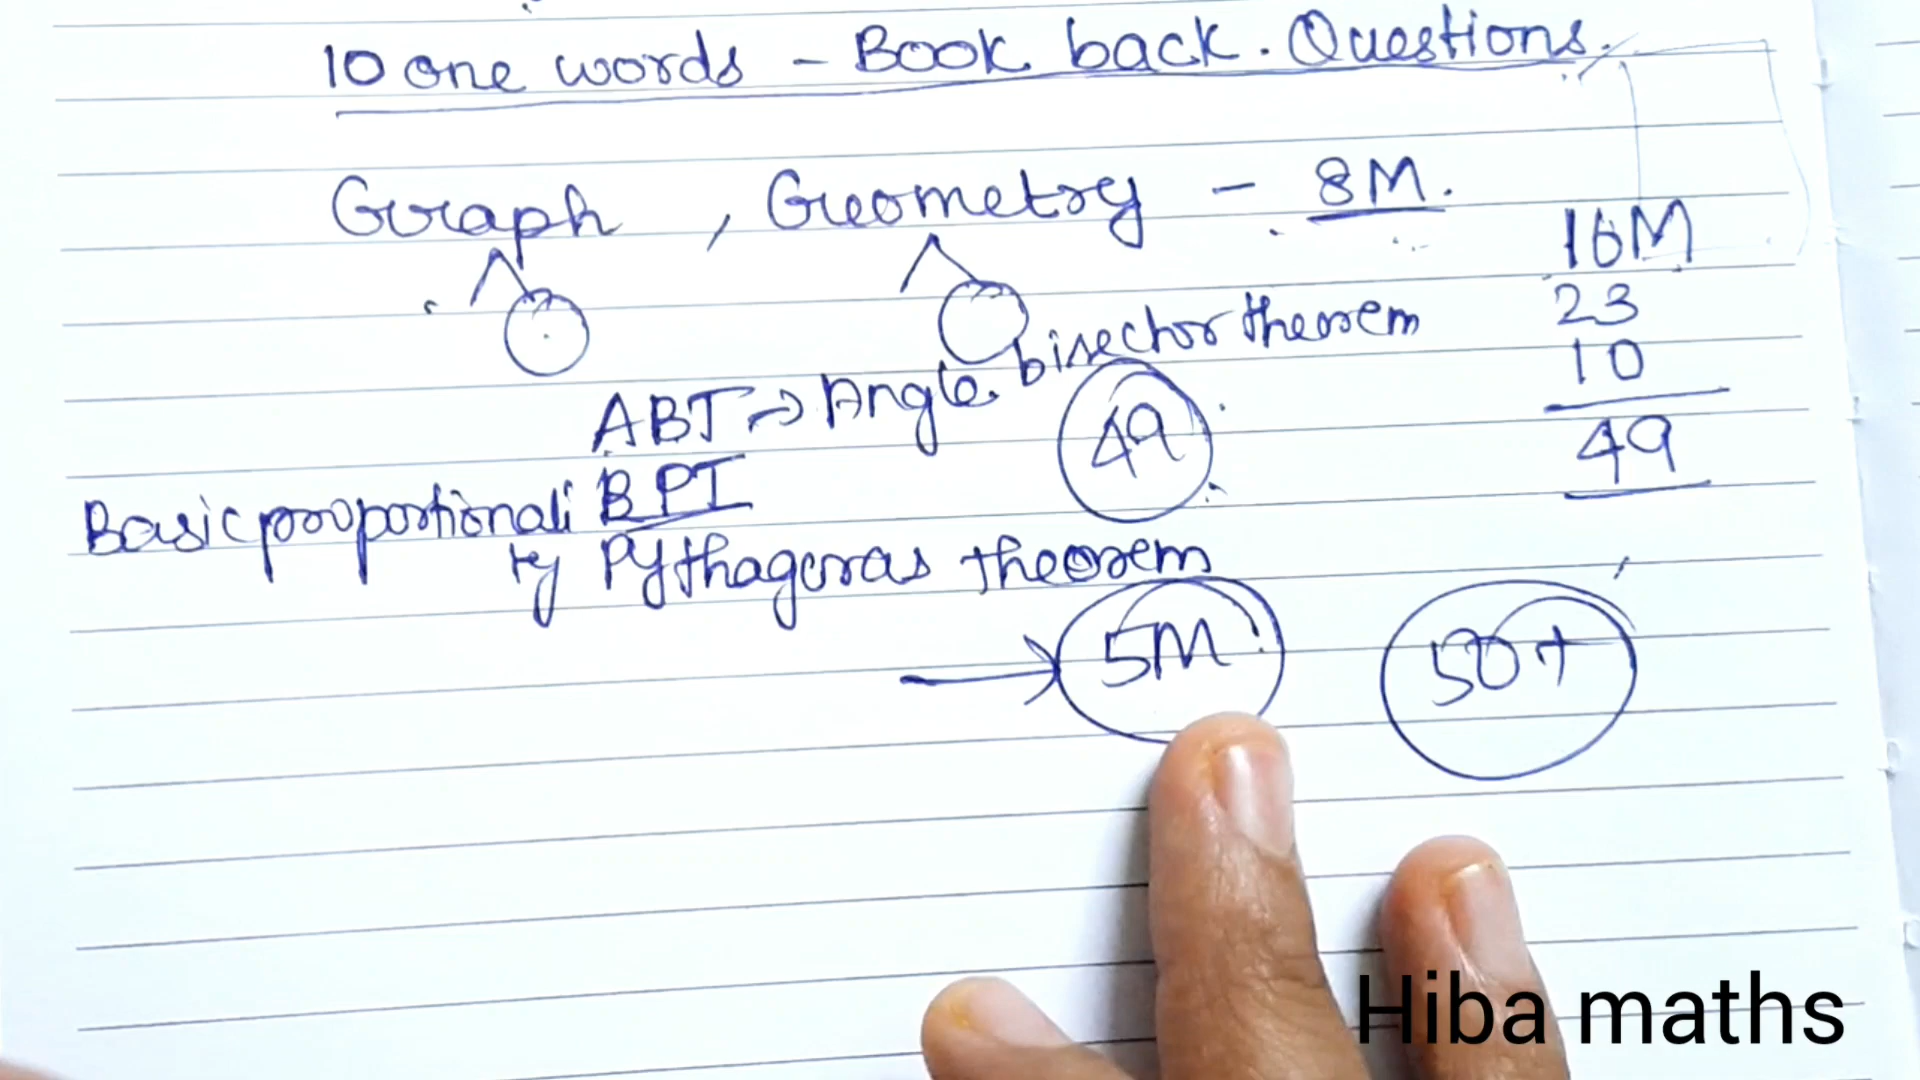 10 one words - Book back. Questions.
Graph , Geometry - 8M.
16M
23
10
49
ABT → Angle bisector theorem
49
Basic proportionali BPT
ty Pythagoras theorem
5M
50+
Hiba maths